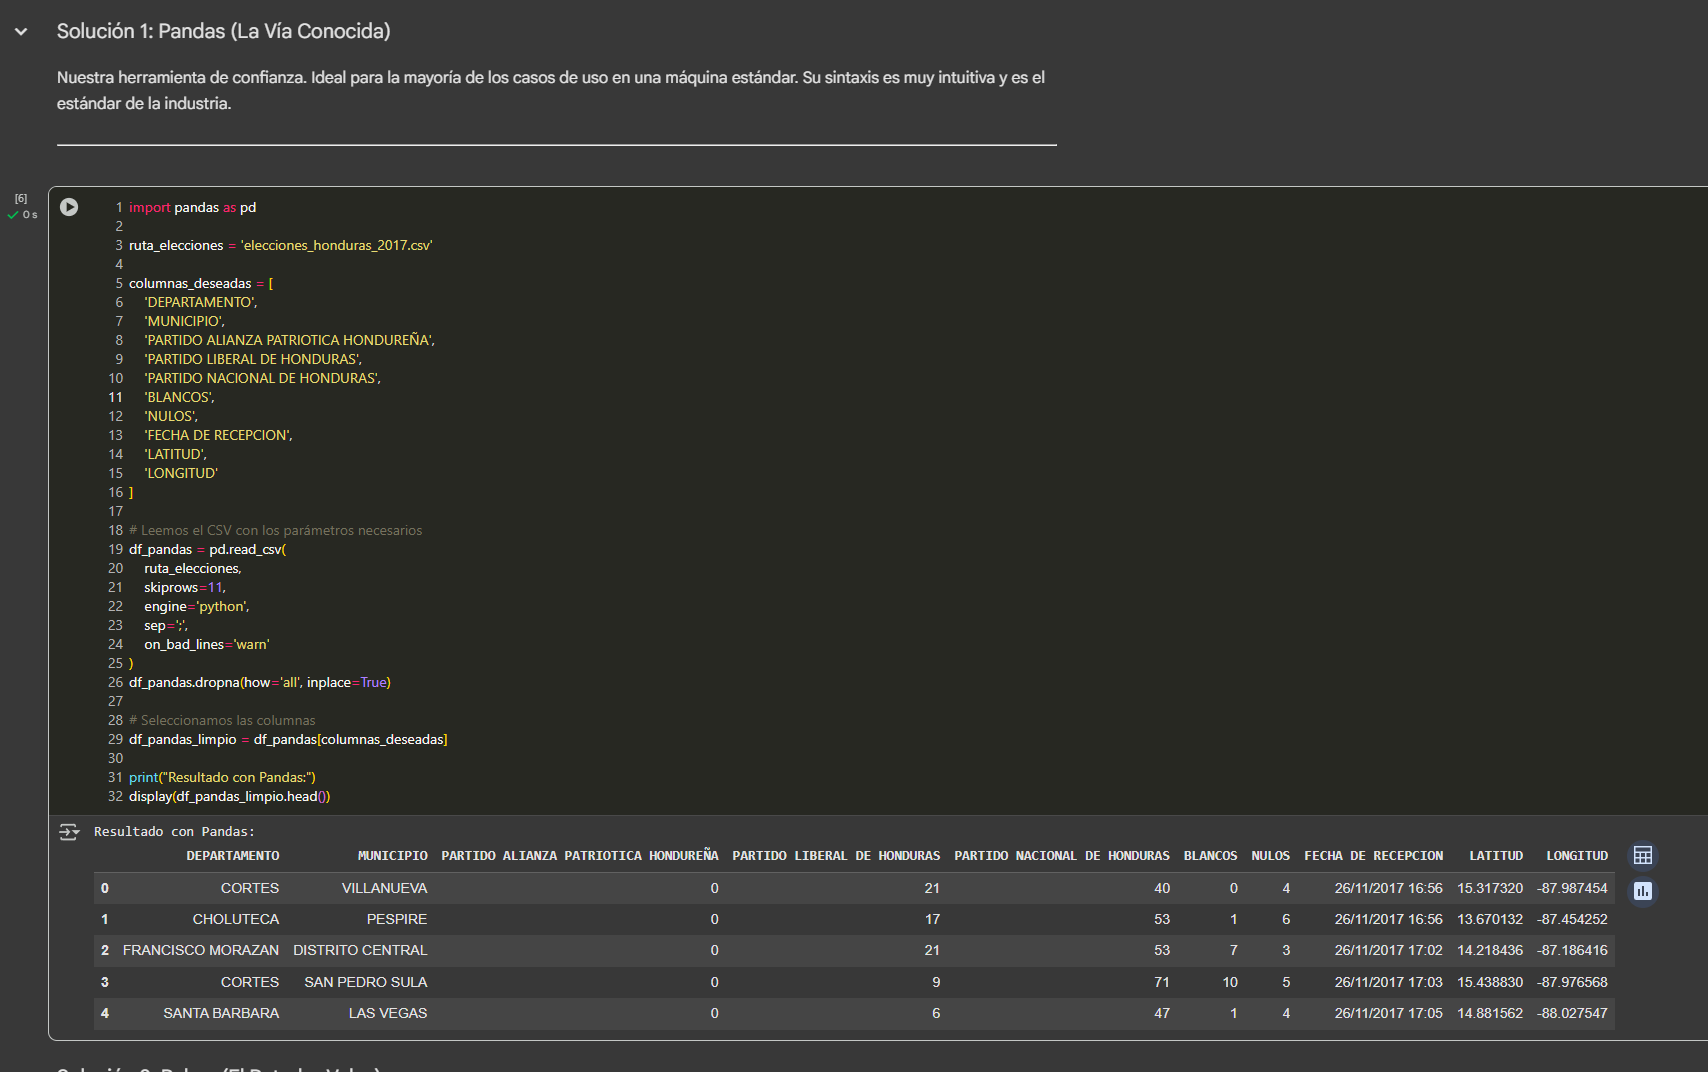 Solución 1: Pandas (La Vía Conocida)
Nuestra herramienta de confianza. Ideal para la mayoría de los casos de uso en una máquina estándar. Su sintaxis es muy intuitiva y es el
estándar de la industria.
[6]
0 s
1 import pandas as pd
2
3 ruta_elecciones = 'elecciones_honduras_2017.csv'
4
5 columnas_deseadas = [
6 'DEPARTAMENTO',
7 'MUNICIPIO',
8 'PARTIDO ALIANZA PATRIOTICA HONDUREÑA',
9 'PARTIDO LIBERAL DE HONDURAS',
10 'PARTIDO NACIONAL DE HONDURAS',
11 'BLANCOS',
12 'NULOS',
13 'FECHA DE RECEPCION',
14 'LATITUD',
15 'LONGITUD'
16 ]
17
18 # Leemos el CSV con los parámetros necesarios
19 df_pandas = pd.read_csv(
20 ruta_elecciones,
21 skiprows=11,
22 engine='python',
23 sep=';',
24 on_bad_lines='warn'
25 )
26 df_pandas.dropna(how='all', inplace=True)
27
28 # Seleccionamos las columnas
29 df_pandas_limpio = df_pandas[columnas_deseadas]
30
31 print("Resultado con Pandas:")
32 display(df_pandas_limpio.head())
Resultado con Pandas:
DEPARTAMENTO MUNICIPIO PARTIDO ALIANZA PATRIOTICA HONDUREÑA PARTIDO LIBERAL DE HONDURAS PARTIDO NACIONAL DE HONDURAS BLANCOS NULOS FECHA DE RECEPCION LATITUD LONGITUD
0 CORTES VILLANUEVA 0 21 40 0 4 26/11/2017 16:56 15.317320 -87.987454
1 CHOLUTECA PESPIRE 0 17 53 1 6 26/11/2017 16:56 13.670132 -87.454252
2 FRANCISCO MORAZAN DISTRITO CENTRAL 0 21 53 7 3 26/11/2017 17:02 14.218436 -87.186416
3 CORTES SAN PEDRO SULA 0 9 71 10 5 26/11/2017 17:03 15.438830 -87.976568
4 SANTA BARBARA LAS VEGAS 0 6 47 1 4 26/11/2017 17:05 14.881562 -88.027547